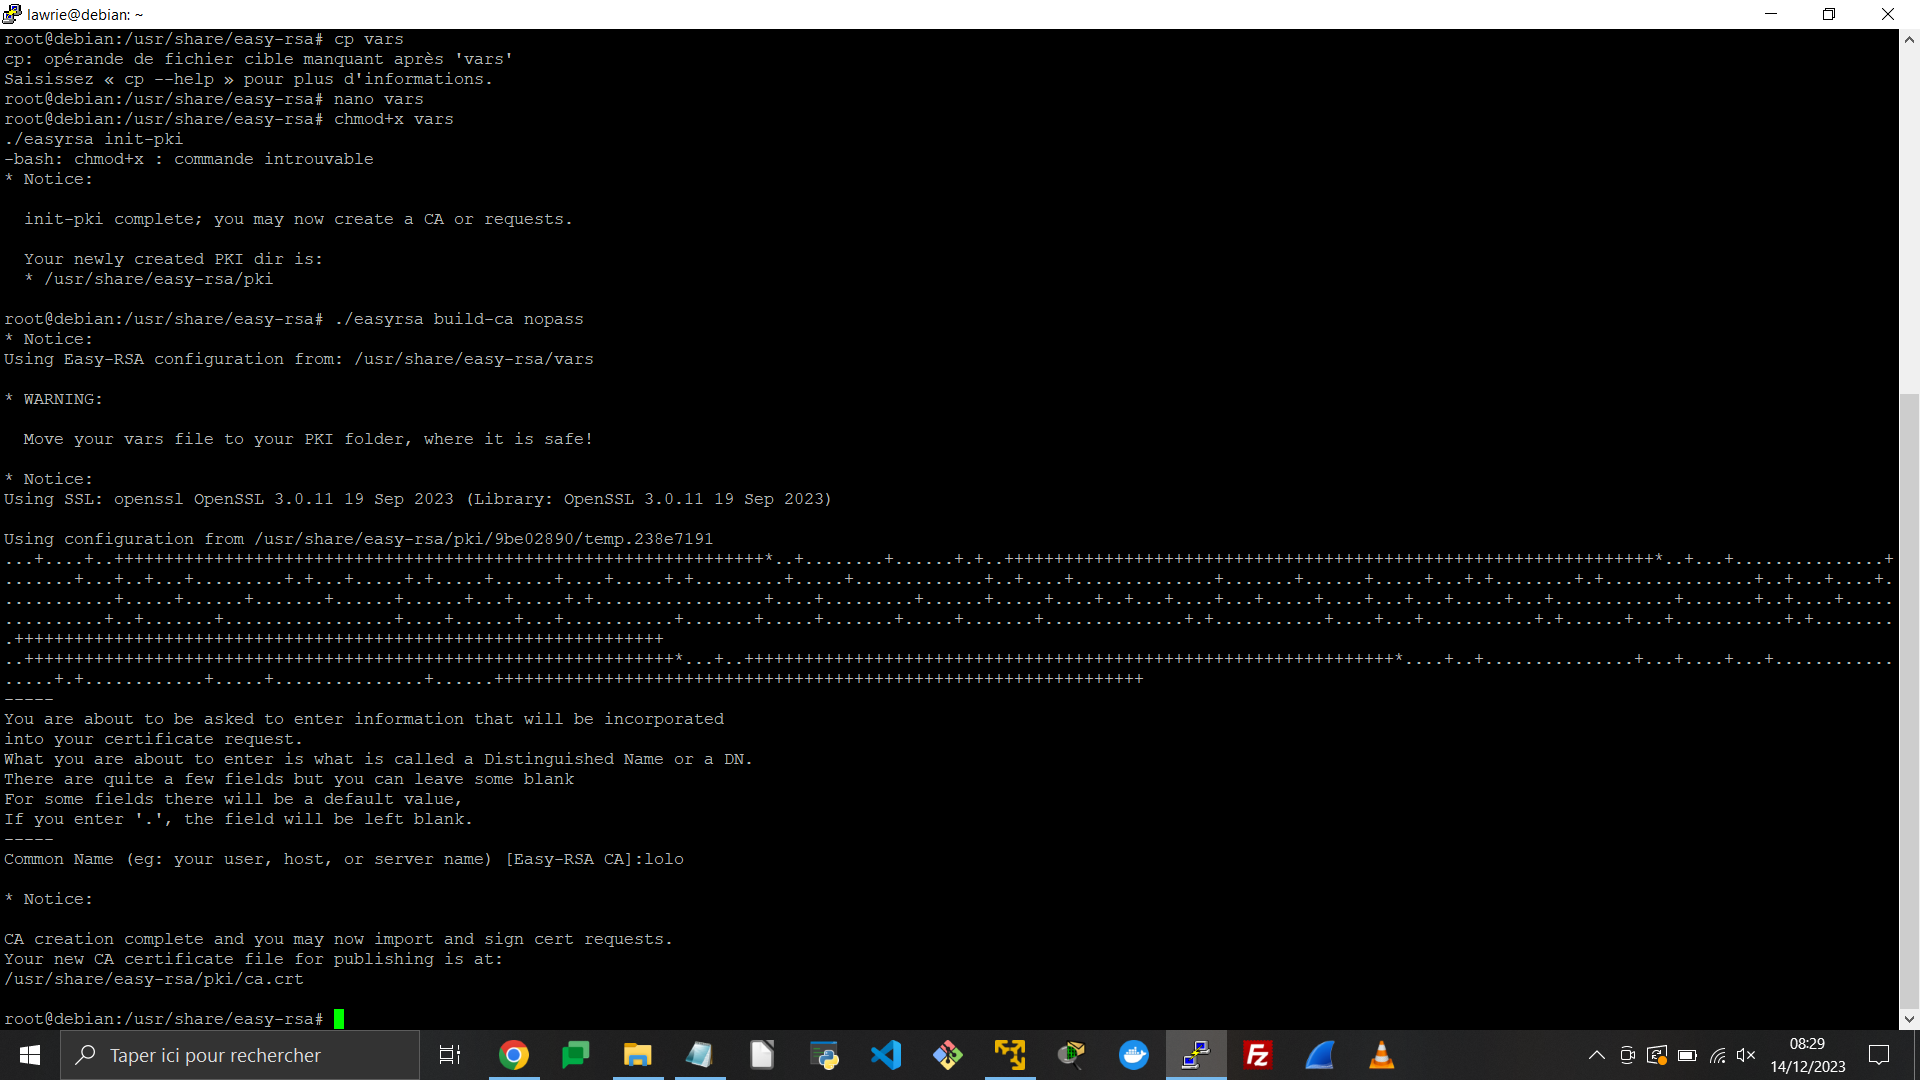 lawrie@debian: ~
root@debian:/usr/share/easy-rsa# cp vars
cp: opérande de fichier cible manquant après 'vars'
Saisissez « cp --help » pour plus d'informations.
root@debian:/usr/share/easy-rsa# nano vars
root@debian:/usr/share/easy-rsa# chmod+x vars
./easyrsa init-pki
-bash: chmod+x : commande introuvable
* Notice:
init-pki complete; you may now create a CA or requests.
Your newly created PKI dir is:
* /usr/share/easy-rsa/pki
root@debian:/usr/share/easy-rsa# ./easyrsa build-ca nopass
* Notice:
Using Easy-RSA configuration from: /usr/share/easy-rsa/vars
* WARNING:
Move your vars file to your PKI folder, where it is safe!
* Notice:
Using SSL: openssl OpenSSL 3.0.11 19 Sep 2023 (Library: OpenSSL 3.0.11 19 Sep 2023)
Using configuration from /usr/share/easy-rsa/pki/9be02890/temp.238e7191
-----
You are about to be asked to enter information that will be incorporated
into your certificate request.
What you are about to enter is what is called a Distinguished Name or a DN.
There are quite a few fields but you can leave some blank
For some fields there will be a default value,
If you enter '.', the field will be left blank.
-----
Common Name (eg: your user, host, or server name) [Easy-RSA CA]:lolo
* Notice:
CA creation complete and you may now import and sign cert requests.
Your new CA certificate file for publishing is at:
/usr/share/easy-rsa/pki/ca.crt
root@debian:/usr/share/easy-rsa#
Taper ici pour rechercher
08:29
14/12/2023